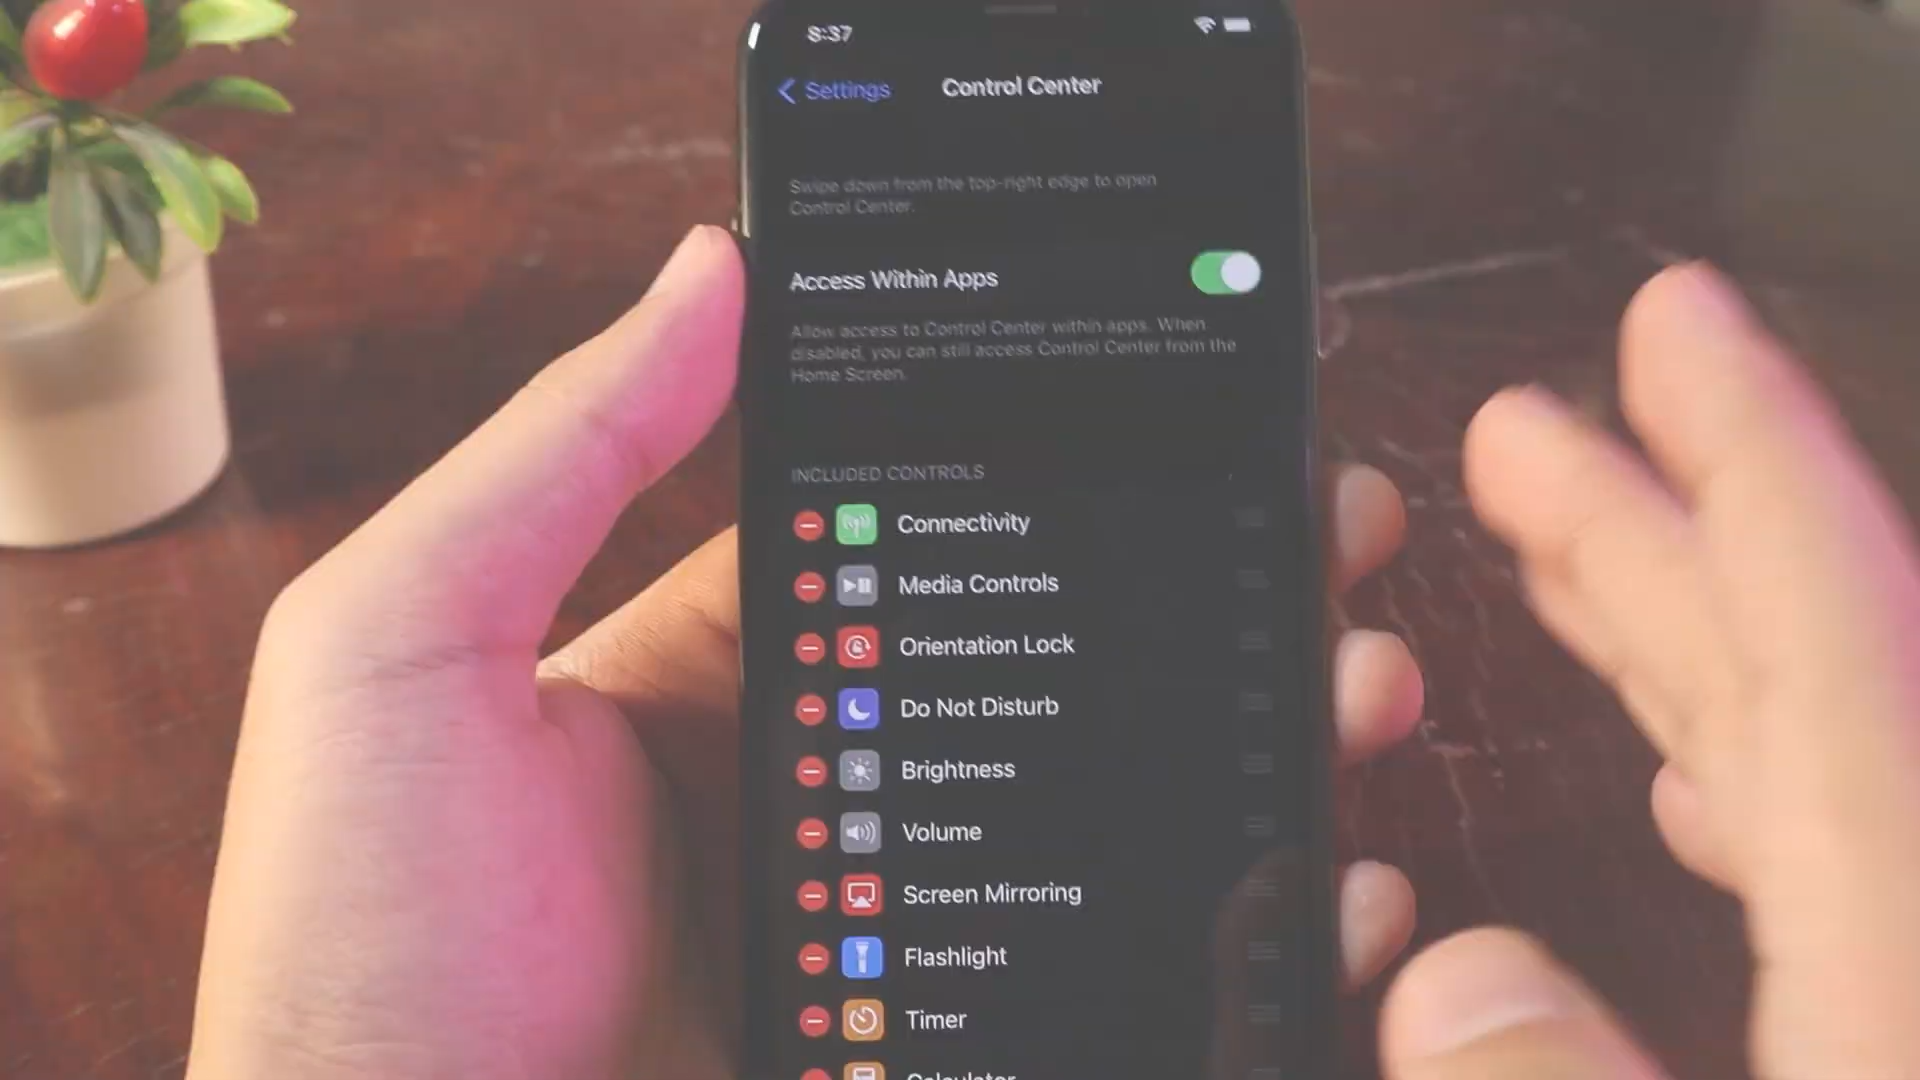 8:37
Settings
Control Center
Swipe down from the top-right edge to open
Control Center.
Access Within Apps
Allow access to Control Center within apps. When
disabled, you can still access Control Center from the
Home Screen.
INCLUDED CONTROLS
Connectivity
Media Controls
Orientation Lock
Do Not Disturb
Brightness
Volume
Screen Mirroring
Flashlight
Timer
Calculator